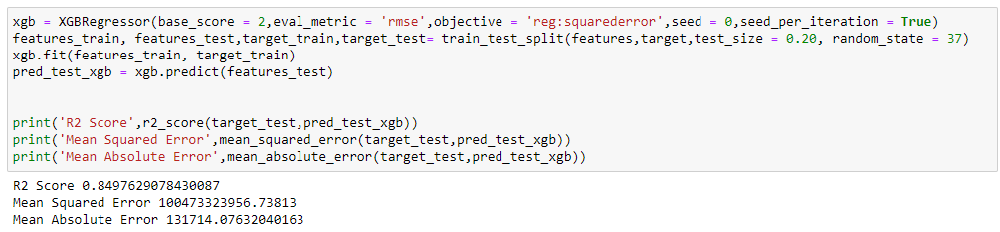 xgb = XGBRegressor(base_score = 2,eval_metric = 'rmse',objective = 'reg:squarederror',seed = 0,seed_per_iteration = True)
features_train, features_test,target_train,target_test= train_test_split(features,target,test_size = 0.20, random_state = 37)
xgb.fit(features_train, target_train)
pred_test_xgb = xgb.predict(features_test)
print('R2 Score',r2_score(target_test,pred_test_xgb))
print('Mean Squared Error',mean_squared_error(target_test,pred_test_xgb))
print('Mean Absolute Error',mean_absolute_error(target_test,pred_test_xgb))
R2 Score 0.8497629078430087
Mean Squared Error 100473323956.73813
Mean Absolute Error 131714.07632040163